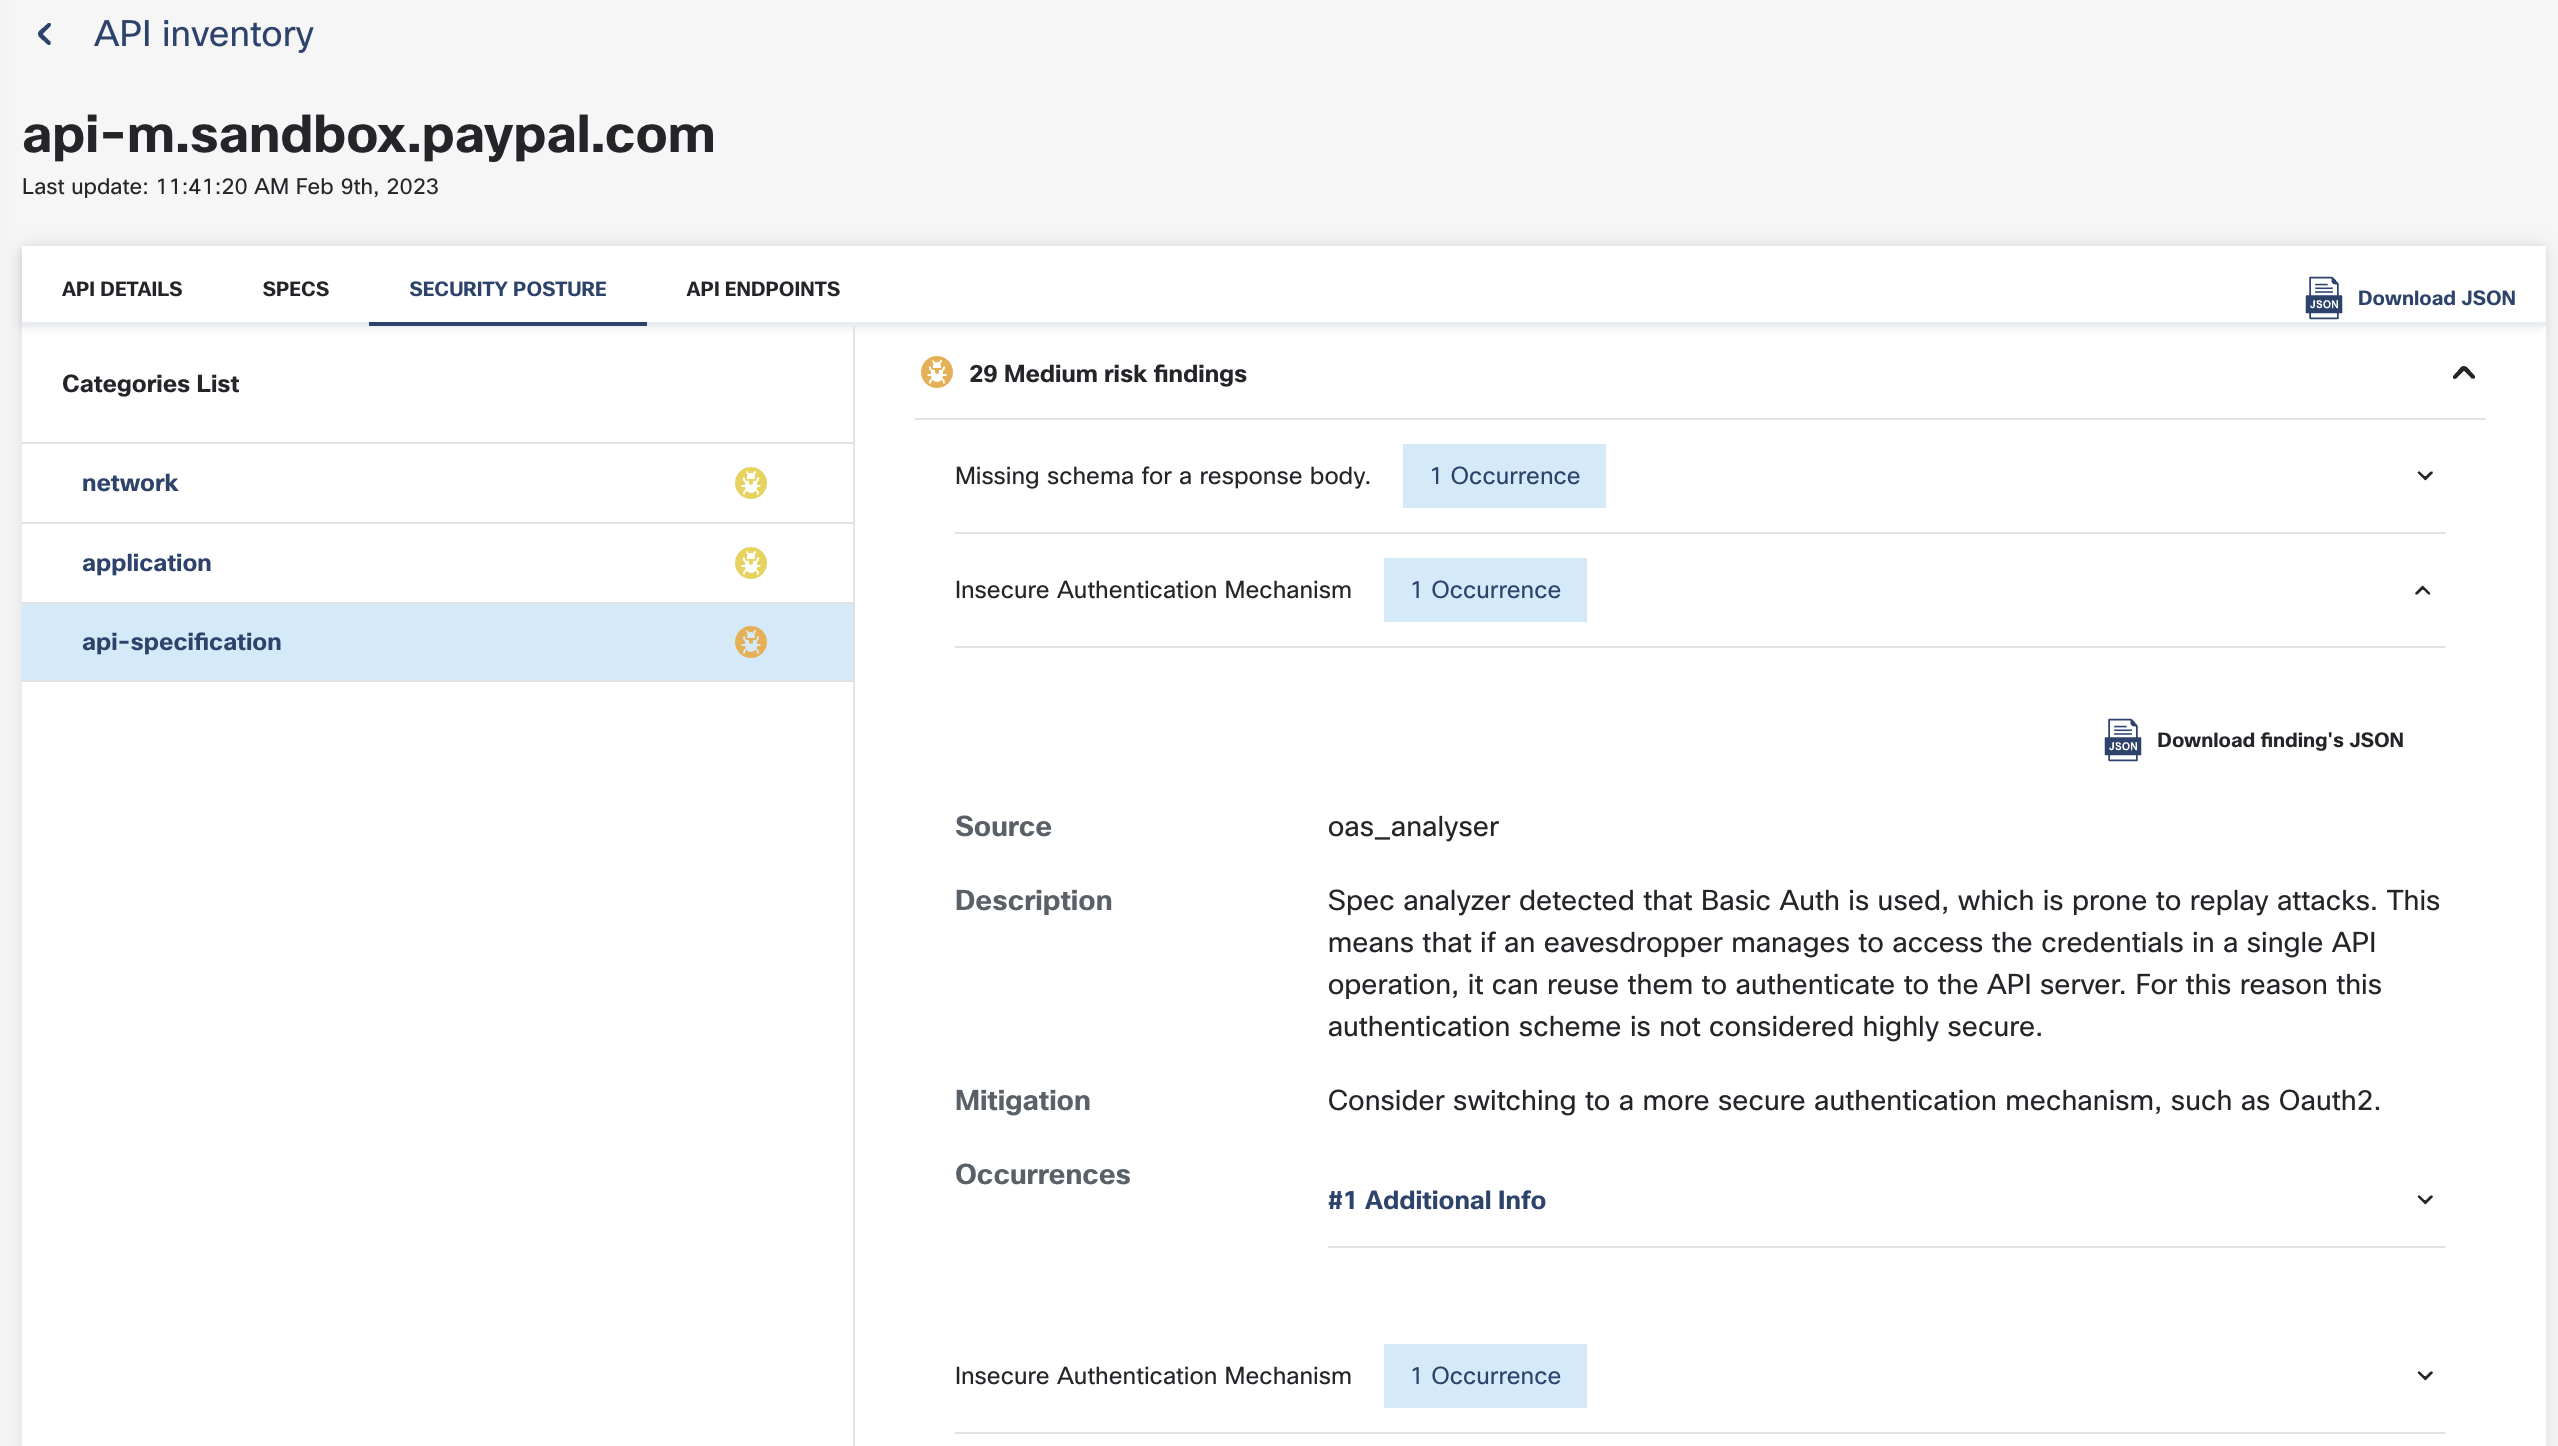 API inventory
api-m.sandbox.paypal.com
Last update: 11:41:20 AM Feb 9th, 2023
API DETAILS
SPECS
SECURITY POSTURE
API ENDPOINTS
JSON
Download JSON
Categories List
network
application
api-specification
29 Medium risk findings
Missing schema for a response body.
1 Occurrence
Insecure Authentication Mechanism
1 Occurrence
JSON
Download finding's JSON
Source
oas_analyser
Description
Spec analyzer detected that Basic Auth is used, which is prone to replay attacks. This
means that if an eavesdropper manages to access the credentials in a single API
operation, it can reuse them to authenticate to the API server. For this reason this
authentication scheme is not considered highly secure.
Mitigation
Consider switching to a more secure authentication mechanism, such as Oauth2.
Occurrences
#1 Additional Info
Insecure Authentication Mechanism
1 Occurrence